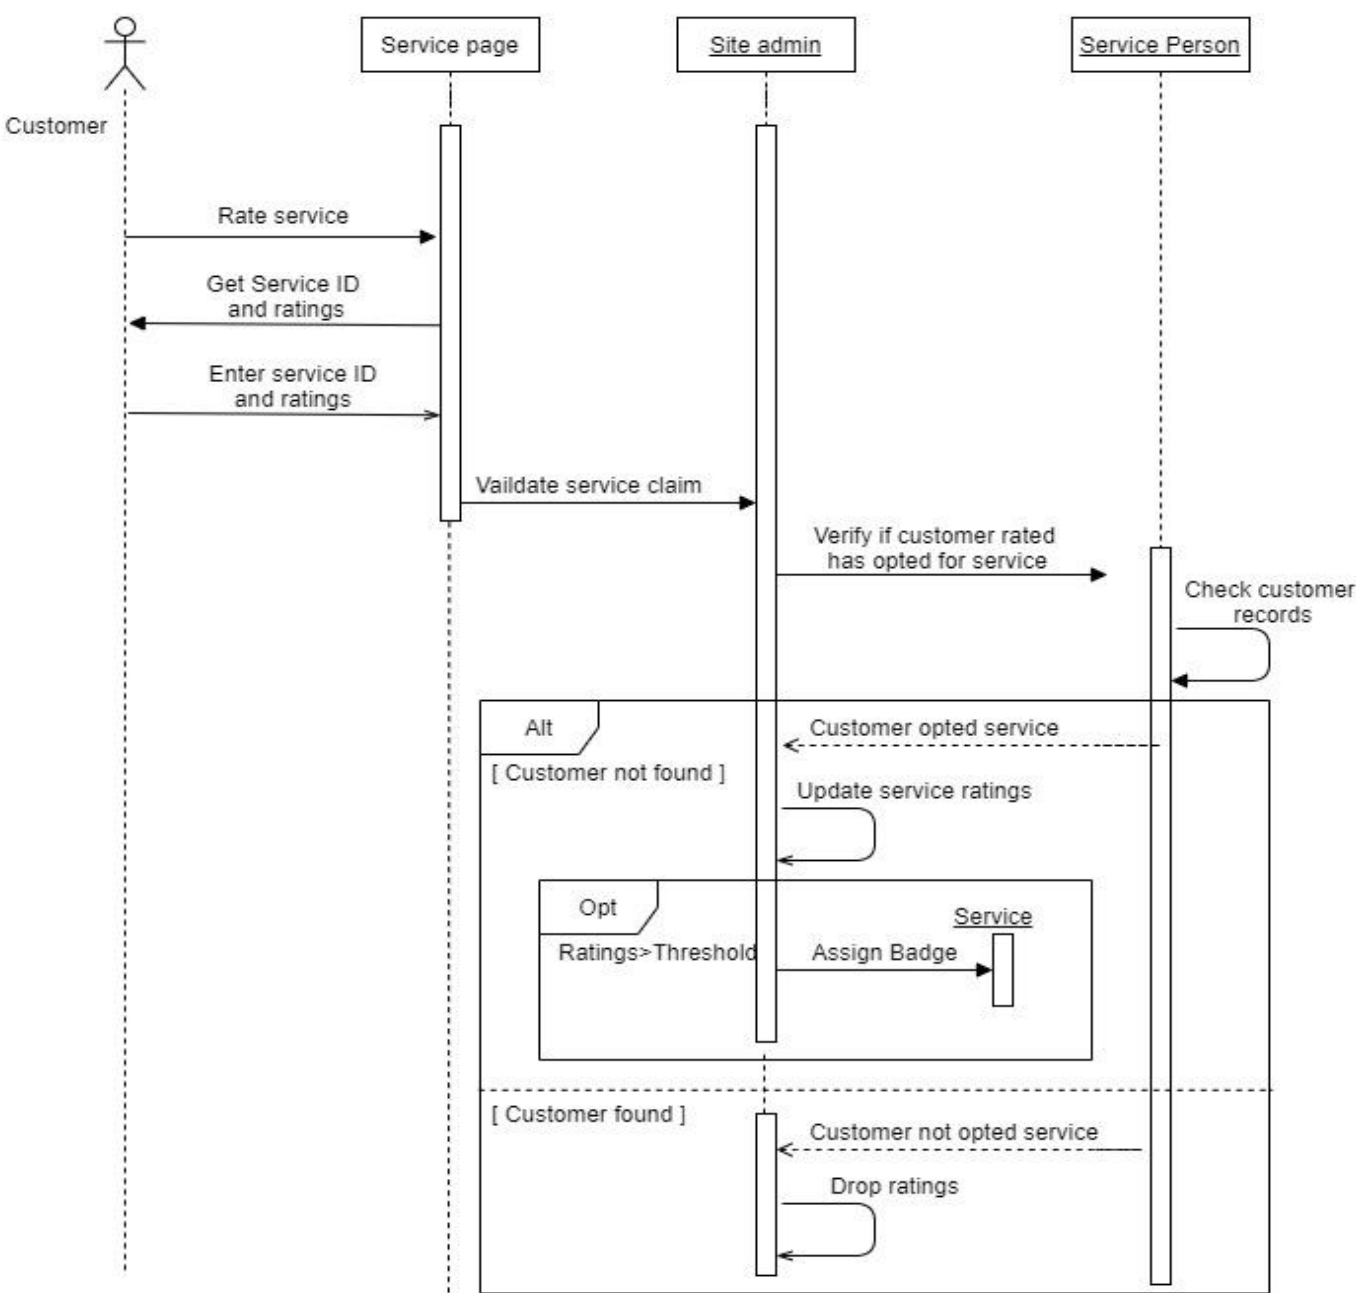 Service page
Site admin
Service Person
Customer
Rate service
Get Service ID
and ratings
Enter service ID
and ratings
Vaildate service claim
Verify if customer rated
has opted for service
Check customer
records
Alt
Customer opted service
[ Customer not found ]
Update service ratings
Opt
Service
Ratings>Threshold
Assign Badge
[ Customer found ]
Customer not opted service
Drop ratings